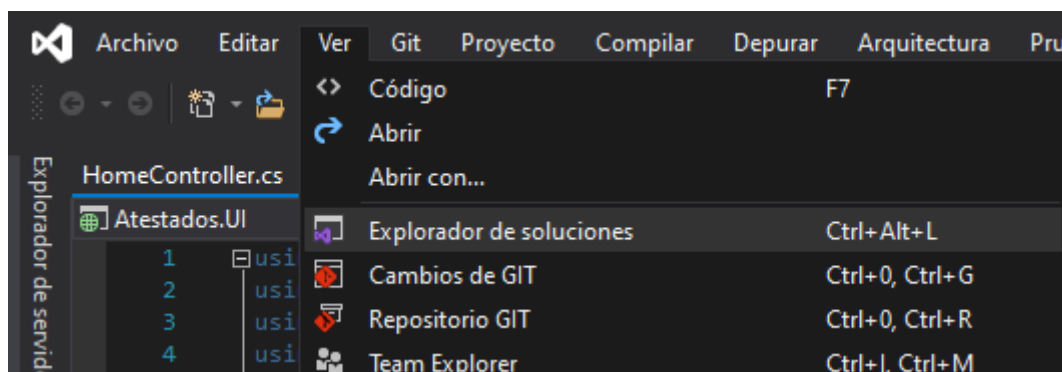 Archivo Editar Ver Git Proyecto Compilar Depurar Arquitectura Pru
Código F7
Abrir
Abrir con...
Explorador de soluciones Ctrl+Alt+L
Cambios de GIT Ctrl+0, Ctrl+G
Repositorio GIT Ctrl+0, Ctrl+R
Team Explorer Ctrl+I, Ctrl+M
Explorador de servid
HomeController.cs
Atestados.UI
1 usi
2 usi
3 usi
4 usi